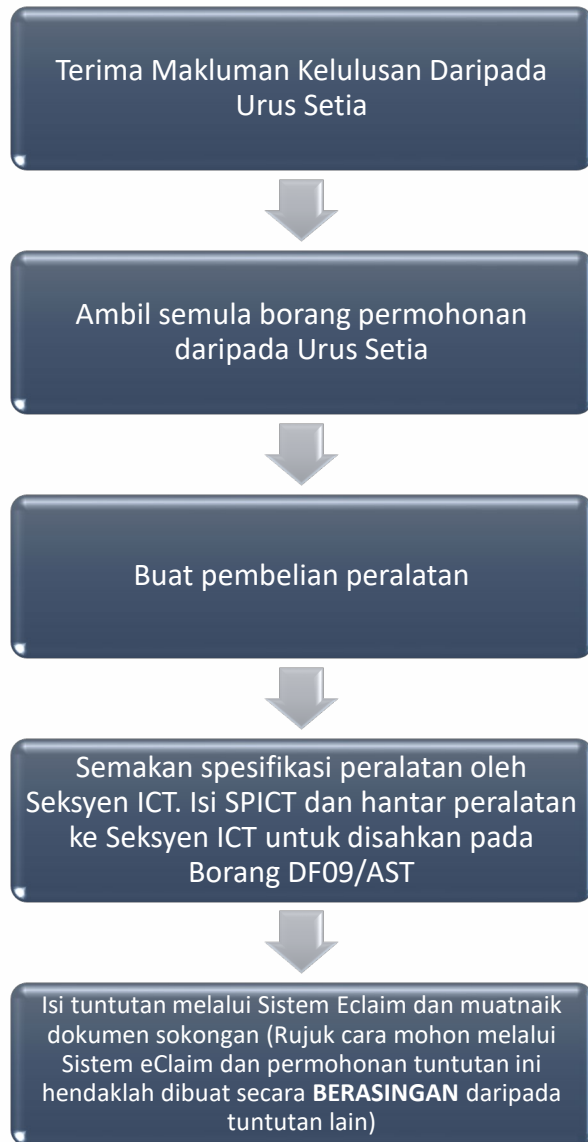 Terima Makluman Kelulusan Daripada
Urus Setia
Ambil semula borang permohonan
daripada Urus Setia
Buat pembelian peralatan
Semakan spesifikasi peralatan oleh
Seksyen ICT. Isi SPICT dan hantar peralatan
ke Seksyen ICT untuk disahkan pada
Borang DF09/AST
Isi tuntutan melalui Sistem Eclaim dan muatnaik
dokumen sokongan (Rujuk cara mohon melalui
Sistem eClaim dan permohonan tuntutan ini
hendaklah dibuat secara BERASINGAN daripada
tuntutan lain)